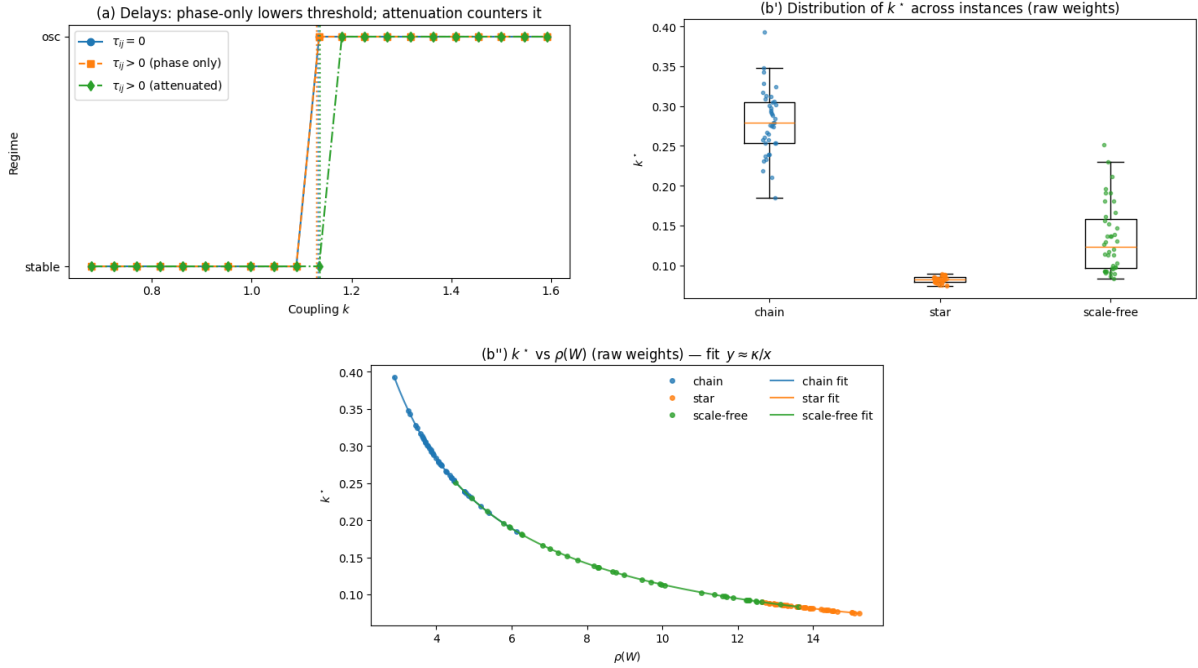 (a) Delays: phase-only lowers threshold; attenuation counters it
osc
stable
Regime
τij = 0
τij > 0 (phase only)
τij > 0 (attenuated)
0.8
1.0
1.2
1.4
1.6
Coupling k
(b') Distribution of k* across instances (raw weights)
0.40
0.35
0.30
0.25
0.20
0.15
0.10
k*
chain
star
scale-free
(b'') k* vs ρ(W) (raw weights) — fit y ≈ κ/x
0.40
0.35
0.30
0.25
0.20
0.15
0.10
k*
chain
star
scale-free
chain fit
star fit
scale-free fit
4
6
8
10
12
14
ρ(W)